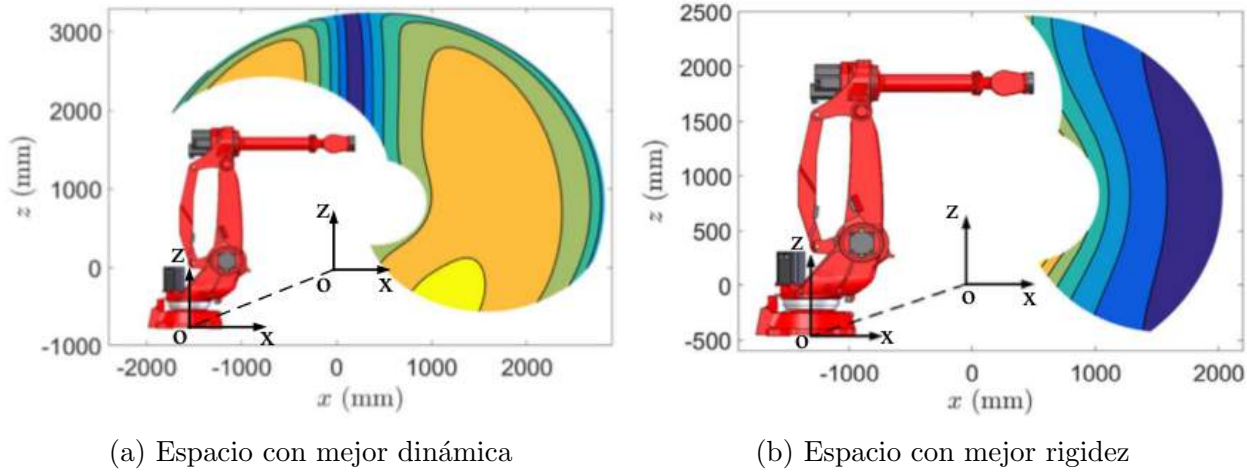 3000
2000
1000
0
-1000
z (mm)
-2000 -1000 0 1000 2000
x (mm)
z
o
x
z
o
x
(a) Espacio con mejor dinámica
2500
2000
1500
1000
500
0
-500
z (mm)
-1000 0 1000 2000
x (mm)
z
o
x
z
o
x
(b) Espacio con mejor rigidez